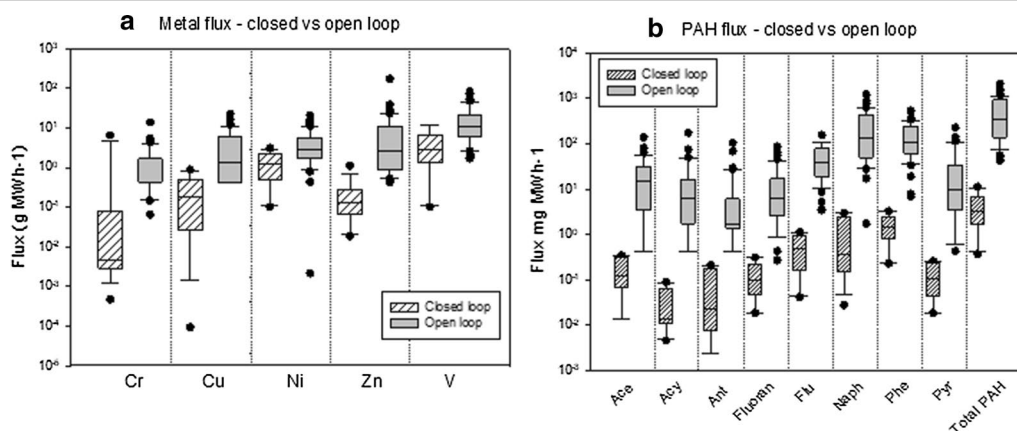 a Metal flux - closed vs open loop
Flux (g MWh-1)
10³
10²
10¹
10⁰
10⁻¹
10⁻²
10⁻³
10⁻⁴
10⁻⁵
Closed loop
Open loop
Cr Cu Ni Zn V
b PAH flux - closed vs open loop
Flux mg MWh-1
10⁴
10³
10²
10¹
10⁰
10⁻¹
10⁻²
10⁻³
Closed loop
Open loop
Ace Acy Ant Fluoran Flu Naph Phe Pyr Total PAH